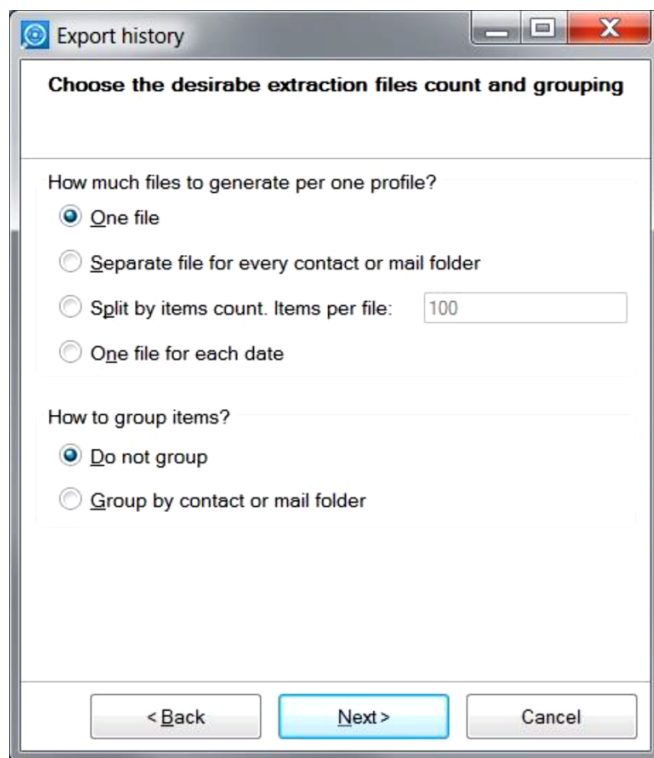 Export history
Choose the desirabe extraction files count and grouping
How much files to generate per one profile?
One file
Separate file for every contact or mail folder
Split by items count. Items per file: 100
One file for each date
How to group items?
Do not group
Group by contact or mail folder
< Back Next > Cancel